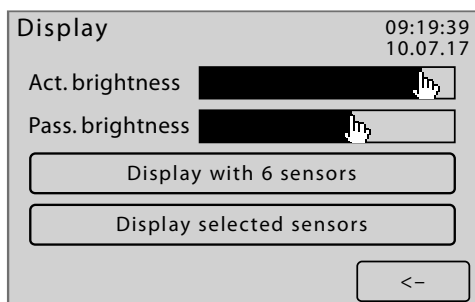 Display
09:19:39
10.07.17
Act. brightness
Pass. brightness
Display with 6 sensors
Display selected sensors
<–